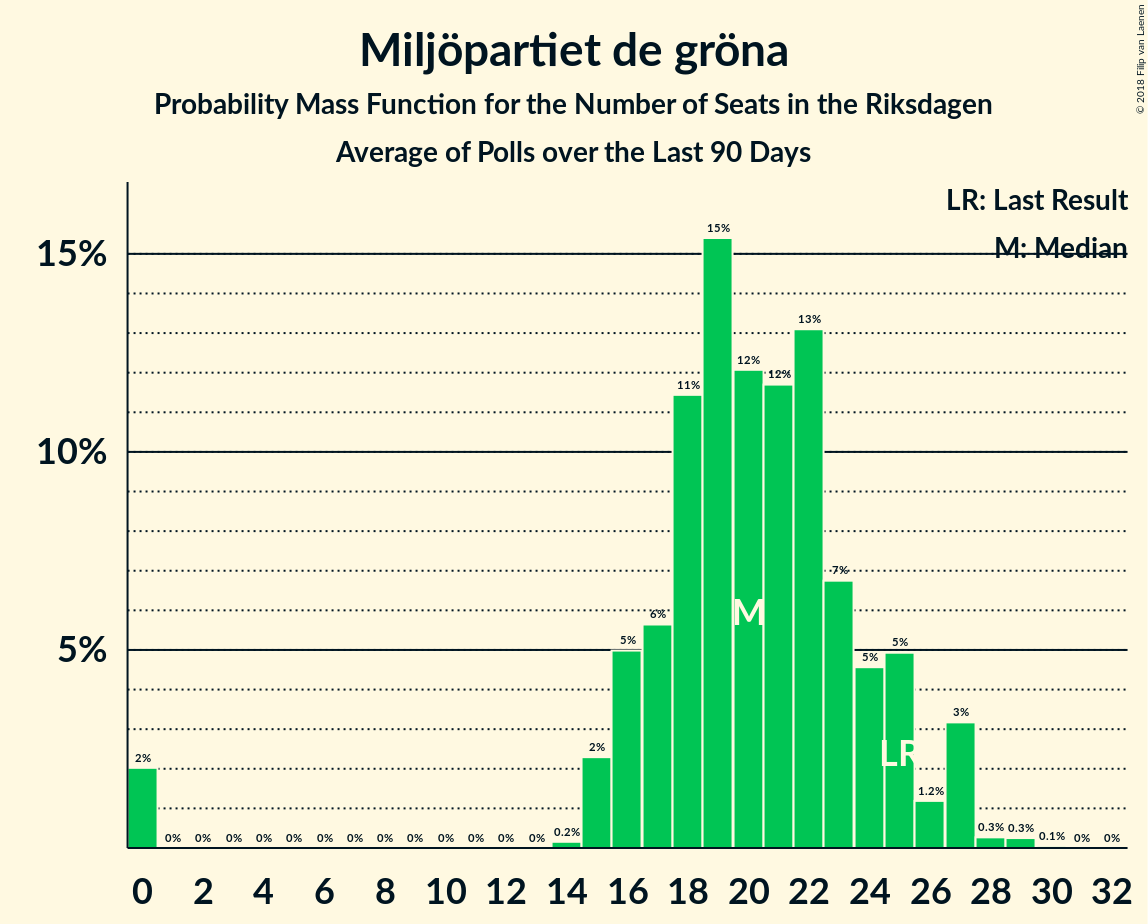 Miljöpartiet de gröna
Probability Mass Function for the Number of Seats in the Riksdagen
Average of Polls over the Last 90 Days
© 2018 Filip van Laenen
LR: Last Result
M: Median
15%
10%
5%
2% 0% 0% 0% 0% 0% 0% 0% 0% 0% 0% 0% 0% 0% 0.2% 2% 5% 6% 11% 15% 12% 12% 13% 7% 5% 5% 1.2% 3% 0.3% 0.3% 0.1% 0% 0%
M
LR
0 2 4 6 8 10 12 14 16 18 20 22 24 26 28 30 32